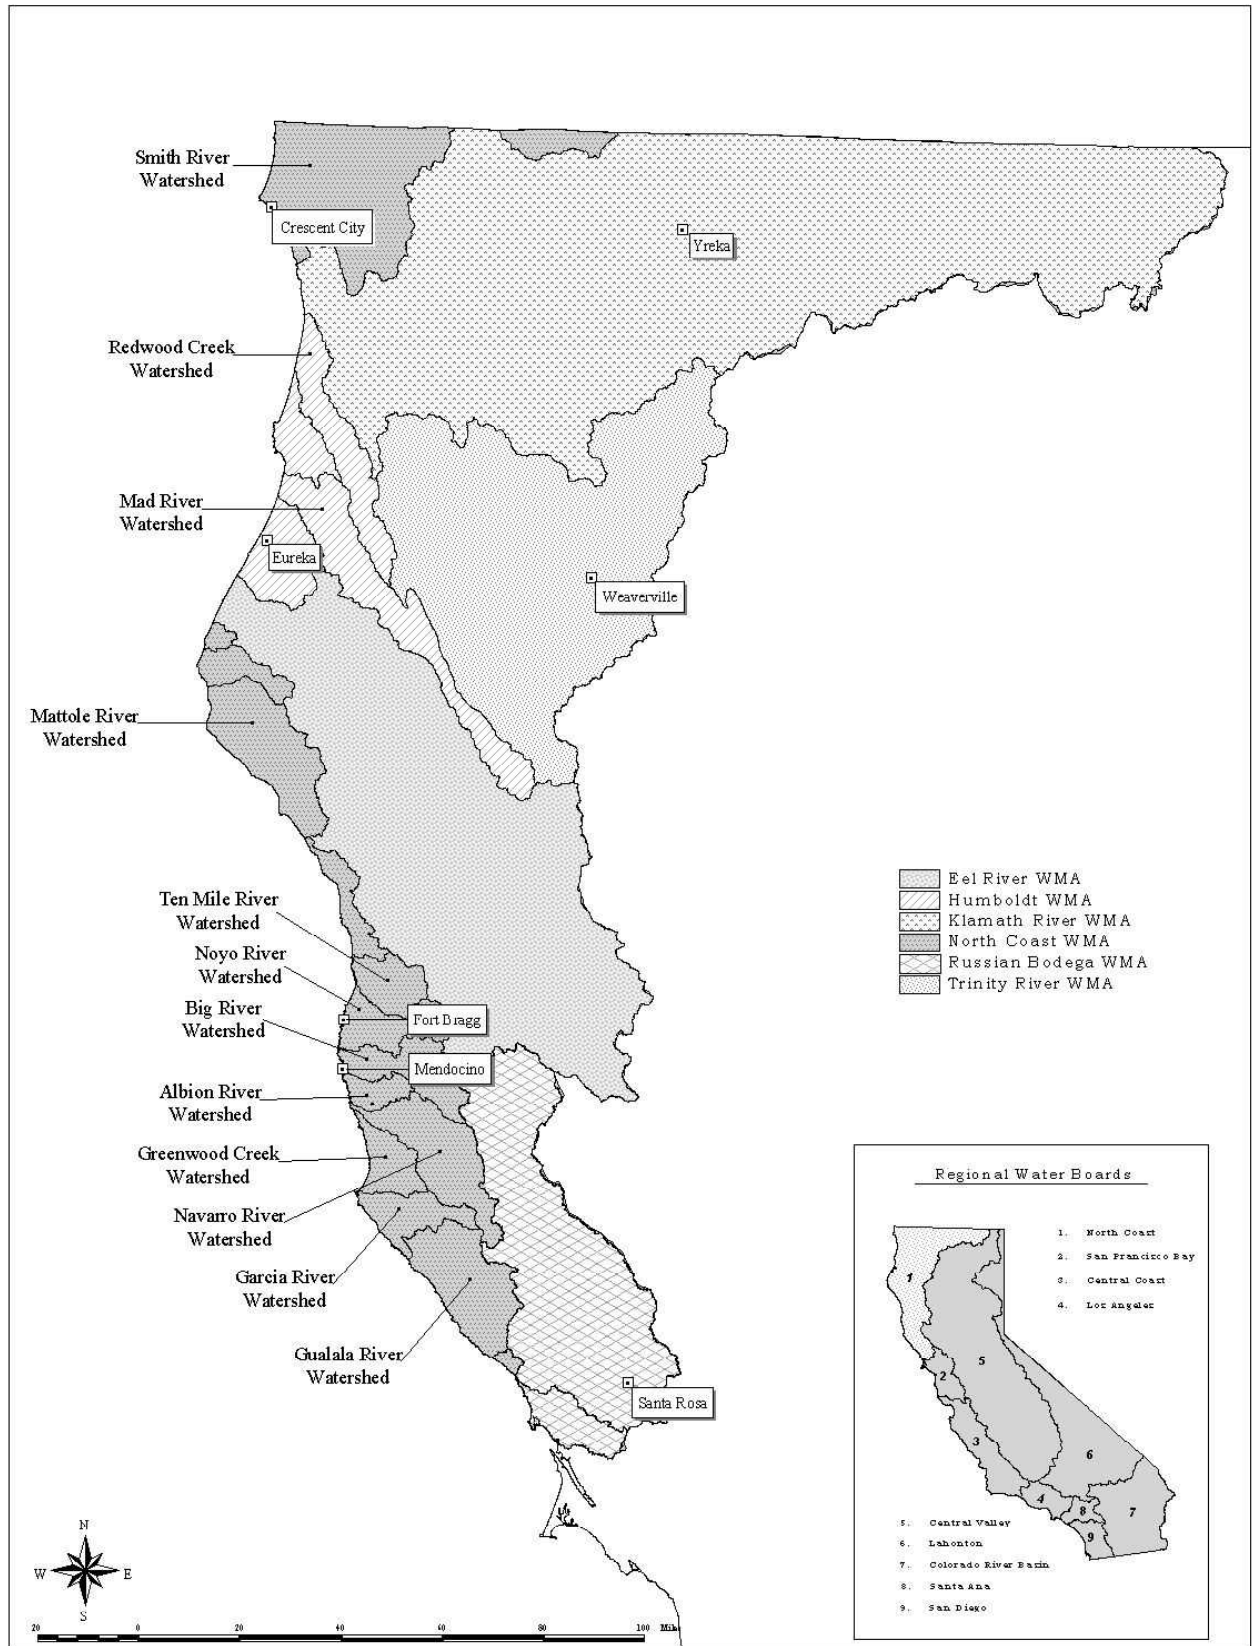 Smith River
Watershed
Crescent City
Yreka
Redwood Creek
Watershed
Mad River
Watershed
Eureka
Weaverville
Mattole River
Watershed
Eel River WMA
Humboldt WMA
Klamath River WMA
North Coast WMA
Russian Bodega WMA
Trinity River WMA
Ten Mile River
Watershed
Noyo River
Watershed
Big River
Watershed
Fort Bragg
Mendocino
Albion River
Watershed
Greenwood Creek
Watershed
Navarro River
Watershed
Garcia River
Watershed
Gualala River
Watershed
Santa Rosa
Regional Water Boards
1. North Coast
2. San Francisco Bay
3. Central Coast
4. Los Angeles
1
2
3
4
5
6
7
8
9
5. Central Valley
6. Lahonton
7. Colorado River Basin
8. Santa Ana
9. San Diego
N
W E
S
20 0 20 40 60 80 100 Miles